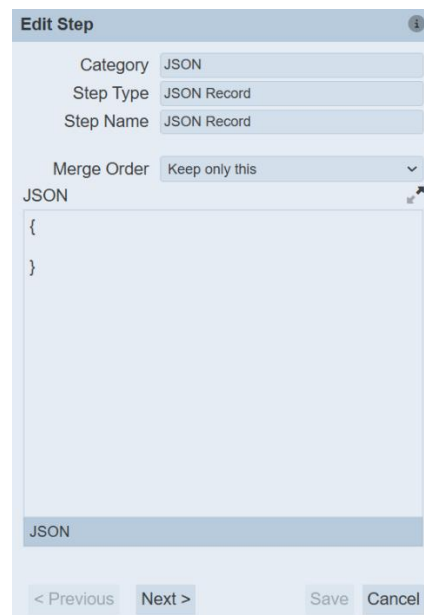 Edit Step
Category JSON
Step Type JSON Record
Step Name JSON Record
Merge Order Keep only this
JSON
{
}
JSON
< Previous Next > Save Cancel